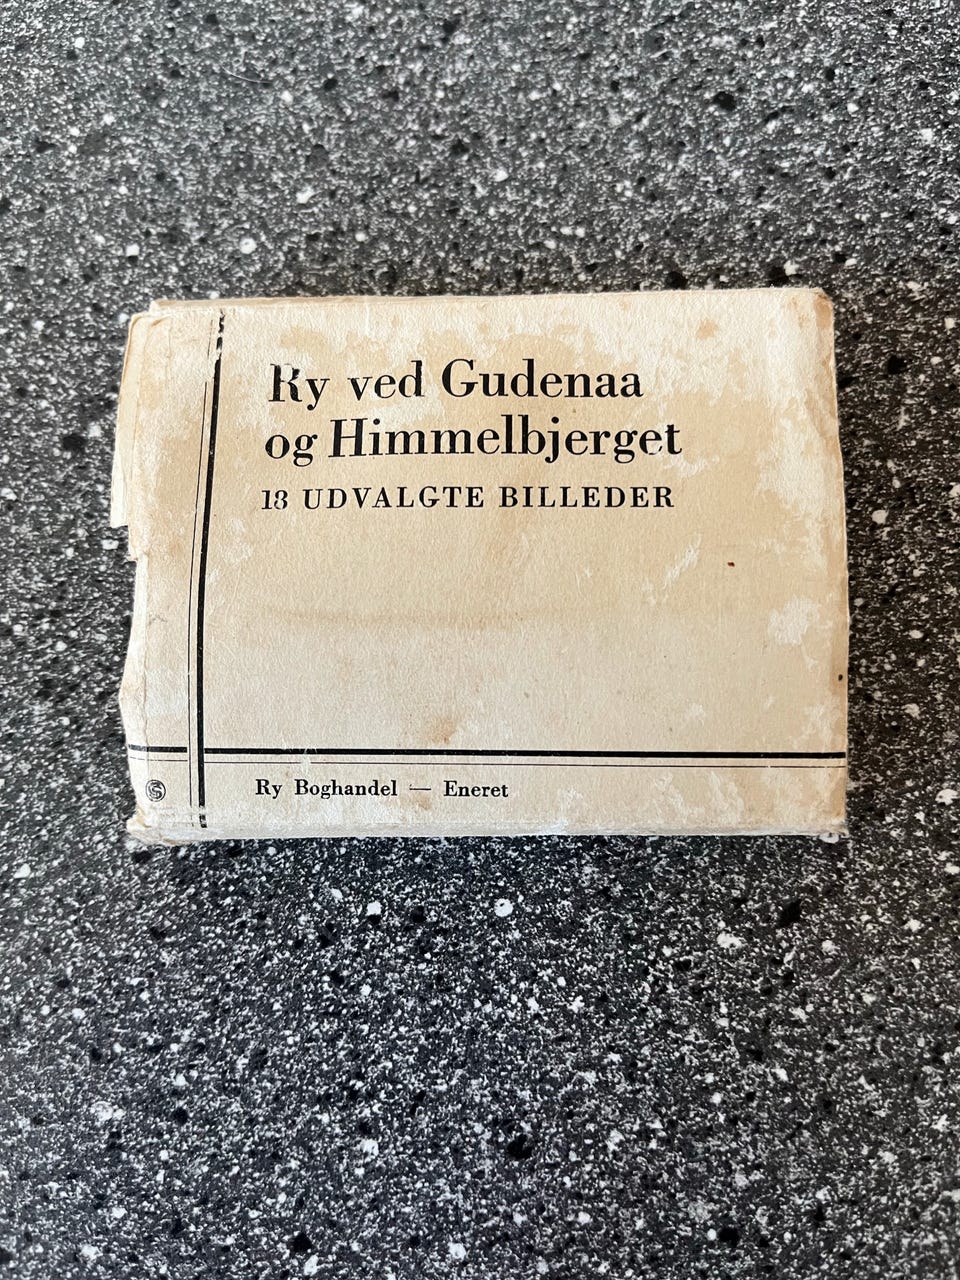 Ry ved Gudenaa
og Himmelbjerget
18 UDVALGTE BILLEDER
Ry Boghandel — Eneret
S